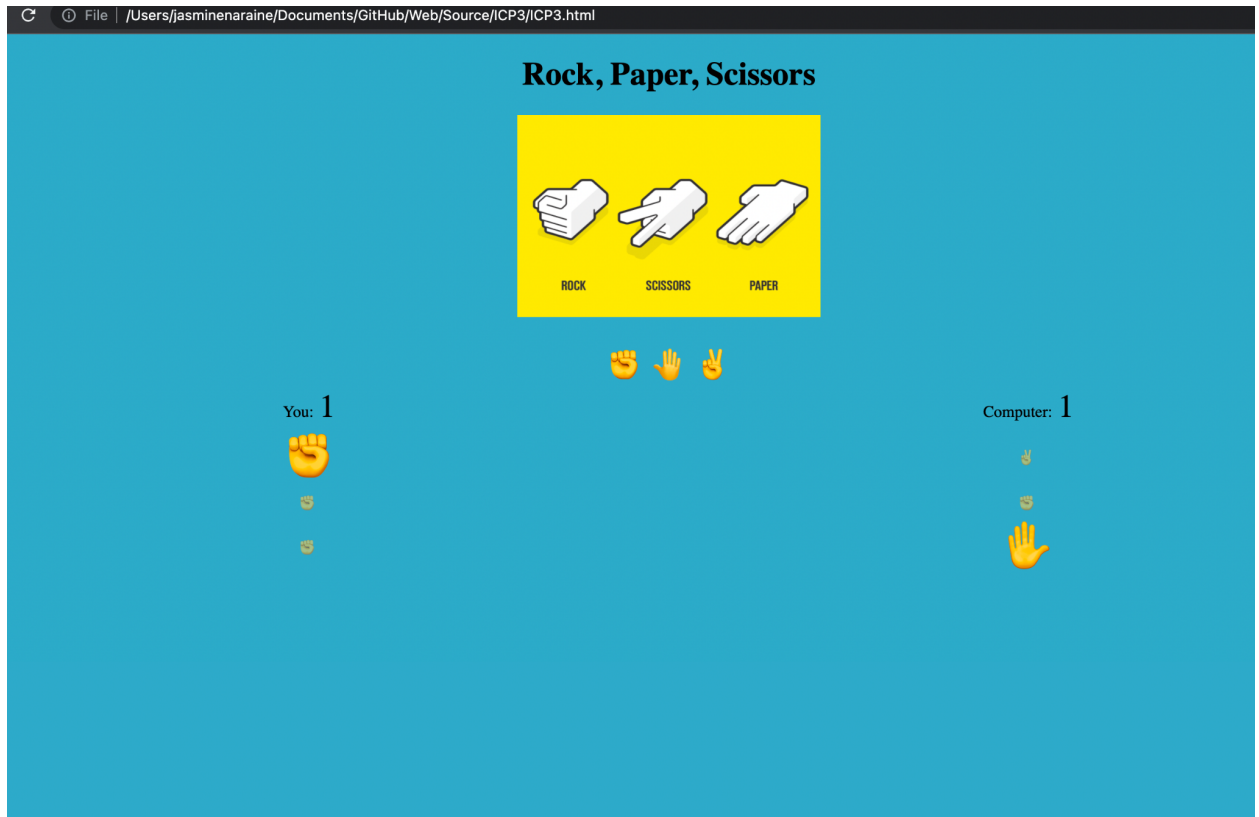 File | /Users/jasminenaraine/Documents/GitHub/Web/Source/ICP3/ICP3.html
Rock, Paper, Scissors
ROCK SCISSORS PAPER
You: 1 Computer: 1